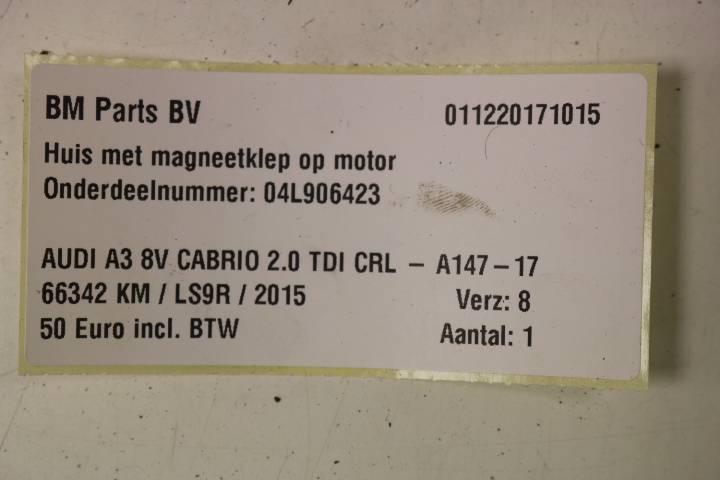 BM Parts BV 011220171015
Huis met magneetklep op motor
Onderdeelnummer: 04L906423
AUDI A3 8V CABRIO 2.0 TDI CRL – A147–17
66342 KM / LS9R / 2015 Verz: 8
50 Euro incl. BTW Aantal: 1